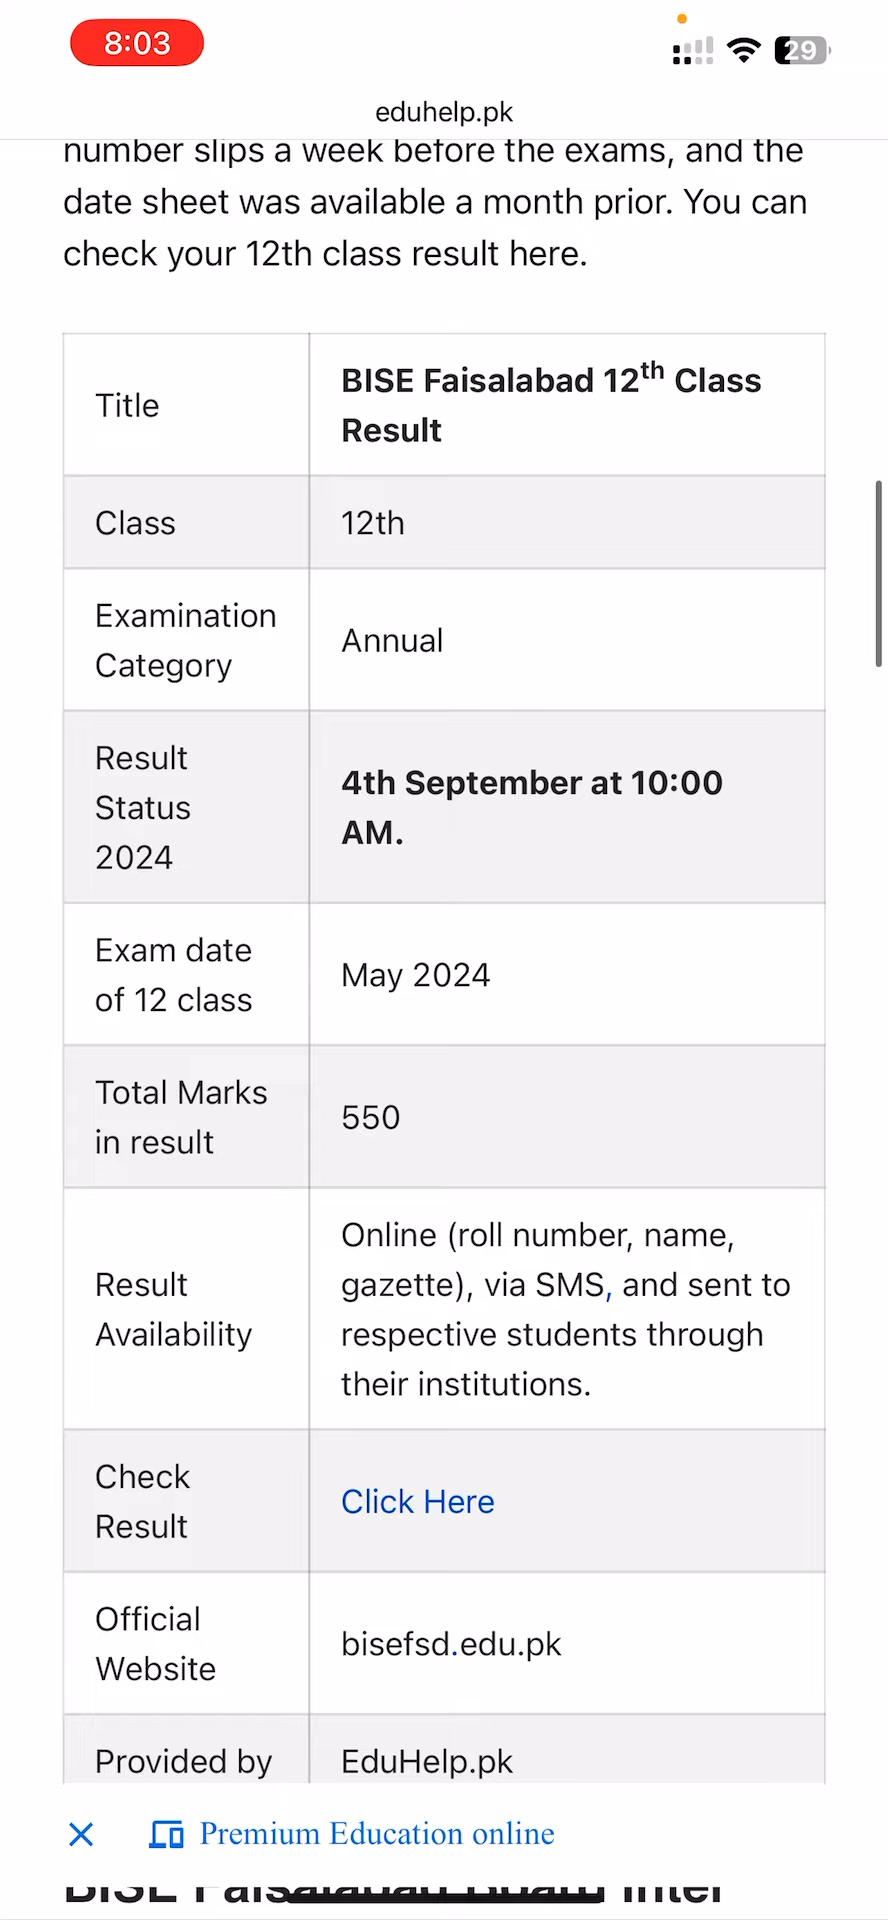 8:03
29
eduhelp.pk
number slips a week before the exams, and the
date sheet was available a month prior. You can
check your 12th class result here.
Title
BISE Faisalabad 12th Class
Result
Class
12th
Examination
Category
Annual
Result
Status
2024
4th September at 10:00
AM.
Exam date
of 12 class
May 2024
Total Marks
in result
550
Result
Availability
Online (roll number, name,
gazette), via SMS, and sent to
respective students through
their institutions.
Check
Result
Click Here
Official
Website
bisefsd.edu.pk
Provided by
EduHelp.pk
Premium Education online
BISE Faisalabad Board Inter